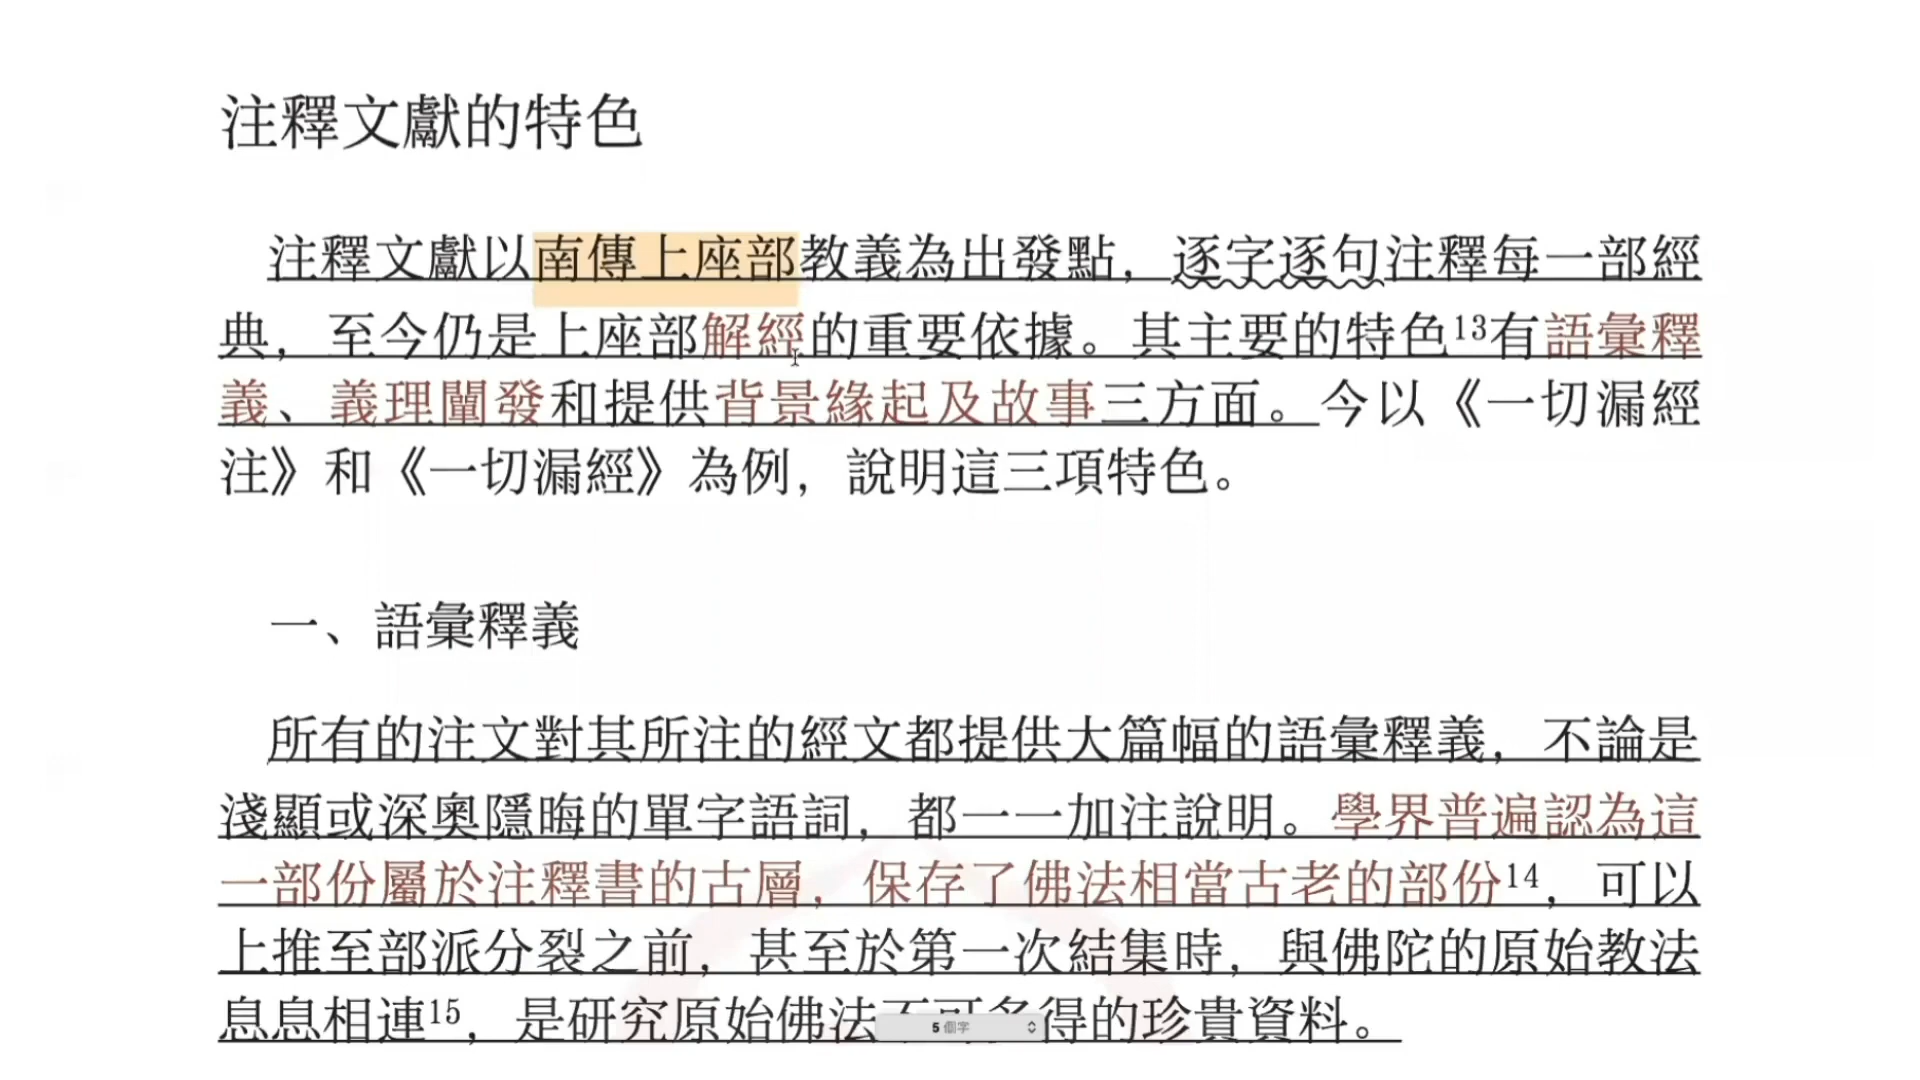 注釋文獻的特色
注釋文獻以南傳上座部教義為出發點，逐字逐句注釋每一部經
典，至今仍是上座部解經的重要依據。其主要的特色13有語彙釋
義、義理闡發和提供背景緣起及故事三方面。今以《一切漏經
注》和《一切漏經》為例，說明這三項特色。
一、語彙釋義
所有的注文對其所注的經文都提供大篇幅的語彙釋義，不論是
淺顯或深奧隱晦的單字語詞，都一一加注說明。學界普遍認為這
一部份屬於注釋書的古層，保存了佛法相當古老的部份14，可以
上推至部派分裂之前，甚至於第一次結集時，與佛陀的原始教法
息息相連15，是研究原始佛法不可多得的珍貴資料。
5 個字